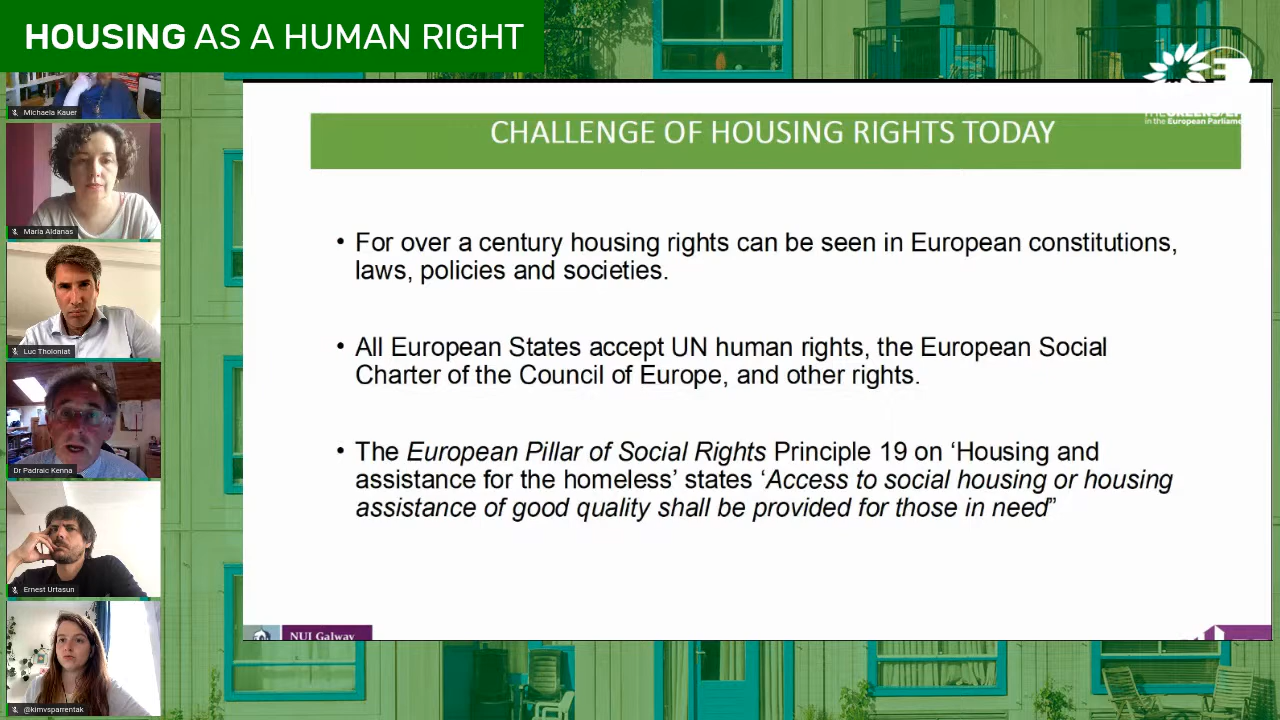 HOUSING AS A HUMAN RIGHT
Michaela Kauer
Maria Aldanas
Luc Tholoniat
Dr Padraic Kenna
Ernest Urtasun
@kimvsparrentak
in the European Parliame
CHALLENGE OF HOUSING RIGHTS TODAY
• For over a century housing rights can be seen in European constitutions,
laws, policies and societies.
• All European States accept UN human rights, the European Social
Charter of the Council of Europe, and other rights.
• The European Pillar of Social Rights Principle 19 on ‘Housing and
assistance for the homeless’ states ‘Access to social housing or housing
assistance of good quality shall be provided for those in need”
NUI Galway